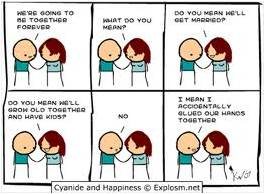 WE'RE GOING
TO BE
TOGETHER
FOREVER
WHAT DO YOU
MEAN?
DO YOU MEAN WE'LL
GET MARRIED?
DO YOU MEAN WE'LL
GROW OLD TOGETHER
AND HAVE KIDS?
NO
I MEAN I
ACCIDENTALLY
GLUED OUR HANDS
TOGETHER
Cyanide and Happiness © Explosm.net